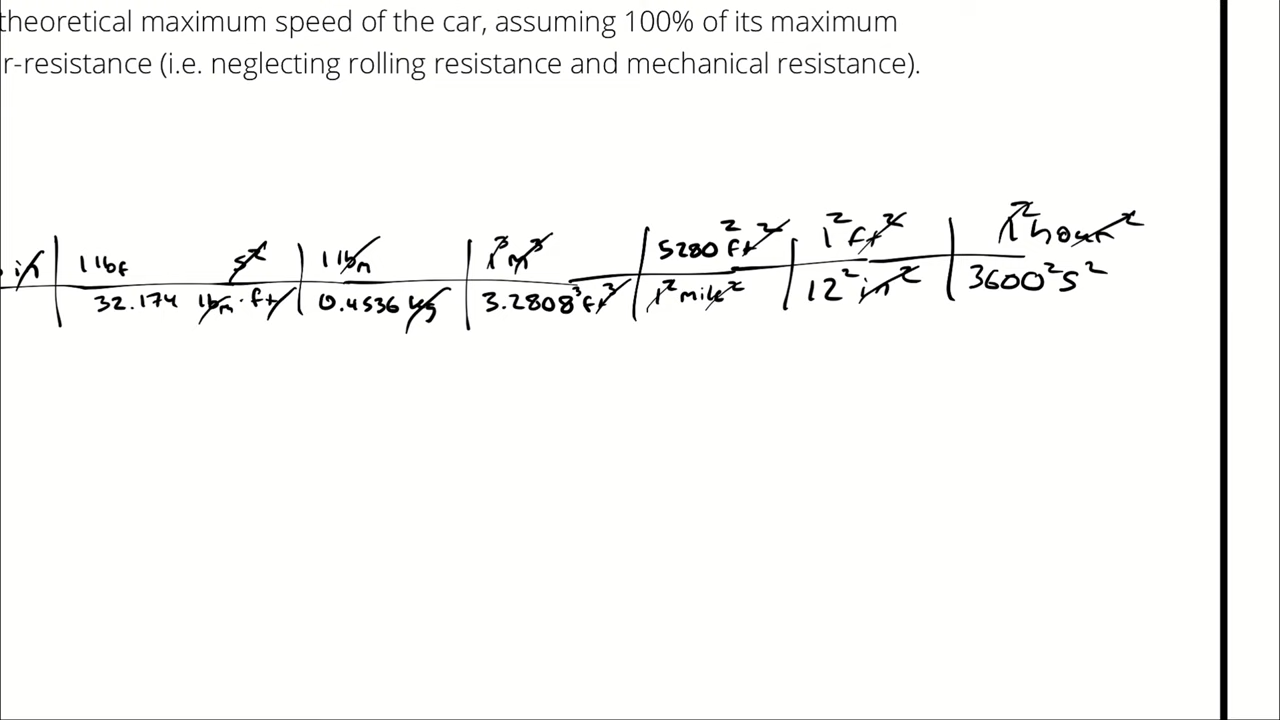 theoretical maximum speed of the car, assuming 100% of its maximum
r-resistance (i.e. neglecting rolling resistance and mechanical resistance).
in | 1 lbf s² | 1 lbm | 1³m³ | 5280² ft² | 1² ft² | 1² hour²
32.174 lbm·ft | 0.4536 kg | 3.2808³ ft³ | 1² mile² | 12² in² | 3600² s²